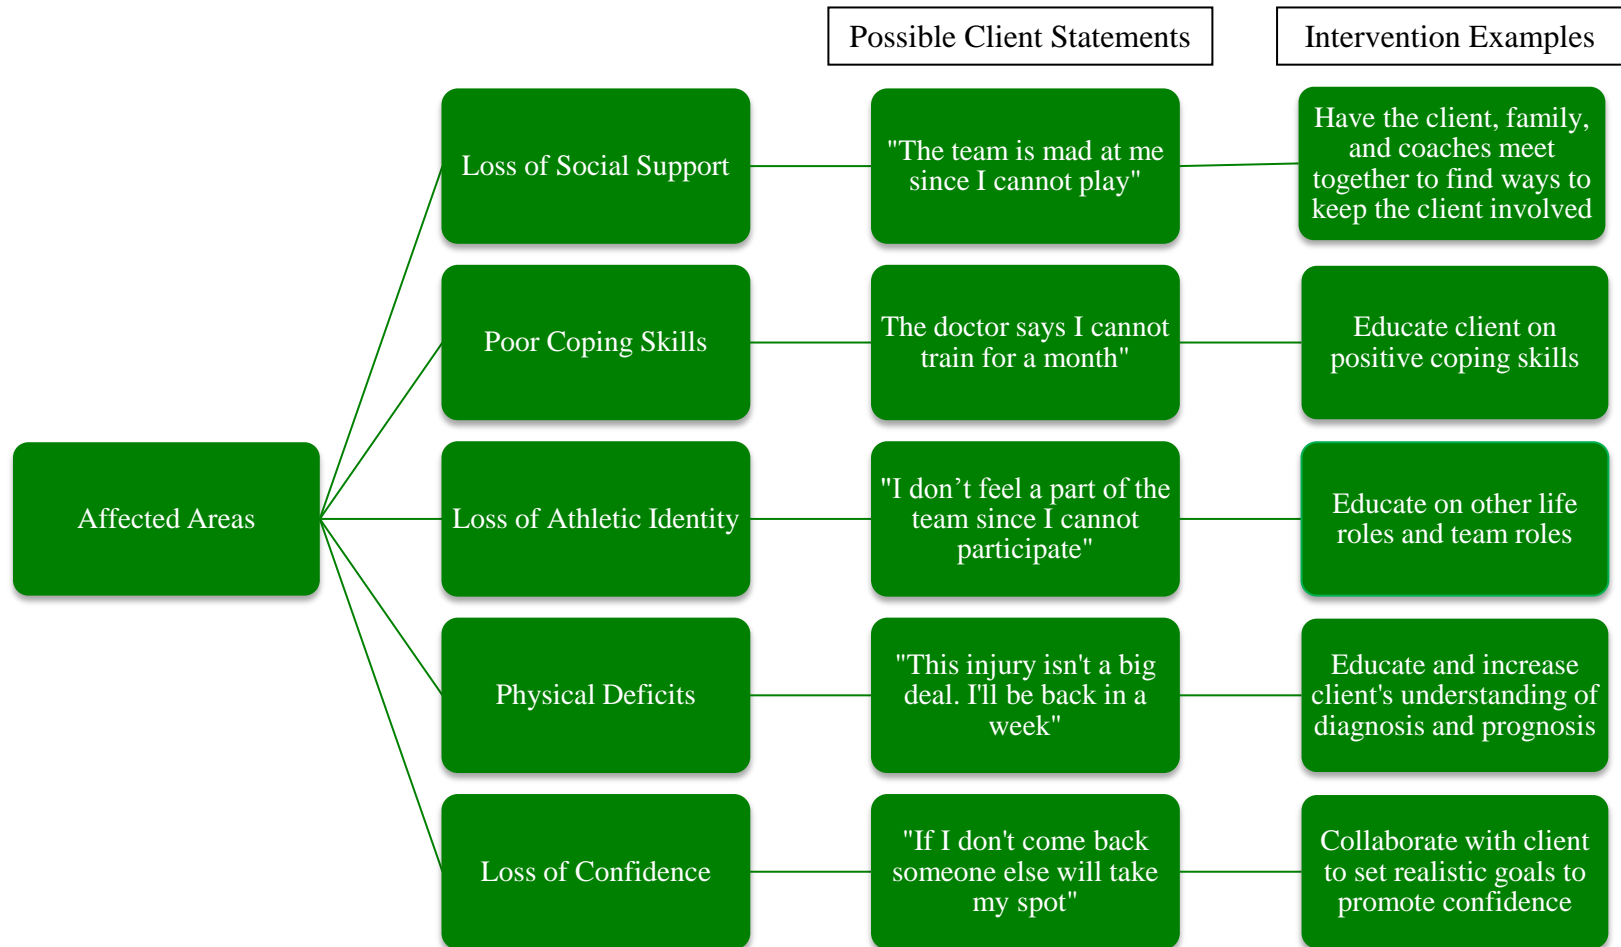 Possible Client Statements
Intervention Examples
Loss of Social Support
"The team is mad at me
since I cannot play"
Have the client, family,
and coaches meet
together to find ways to
keep the client involved
Poor Coping Skills
The doctor says I cannot
train for a month"
Educate client on
positive coping skills
Affected Areas
Loss of Athletic Identity
"I don’t feel a part of the
team since I cannot
participate"
Educate on other life
roles and team roles
Physical Deficits
"This injury isn't a big
deal. I'll be back in a
week"
Educate and increase
client's understanding of
diagnosis and prognosis
Loss of Confidence
"If I don't come back
someone else will take
my spot"
Collaborate with client
to set realistic goals to
promote confidence